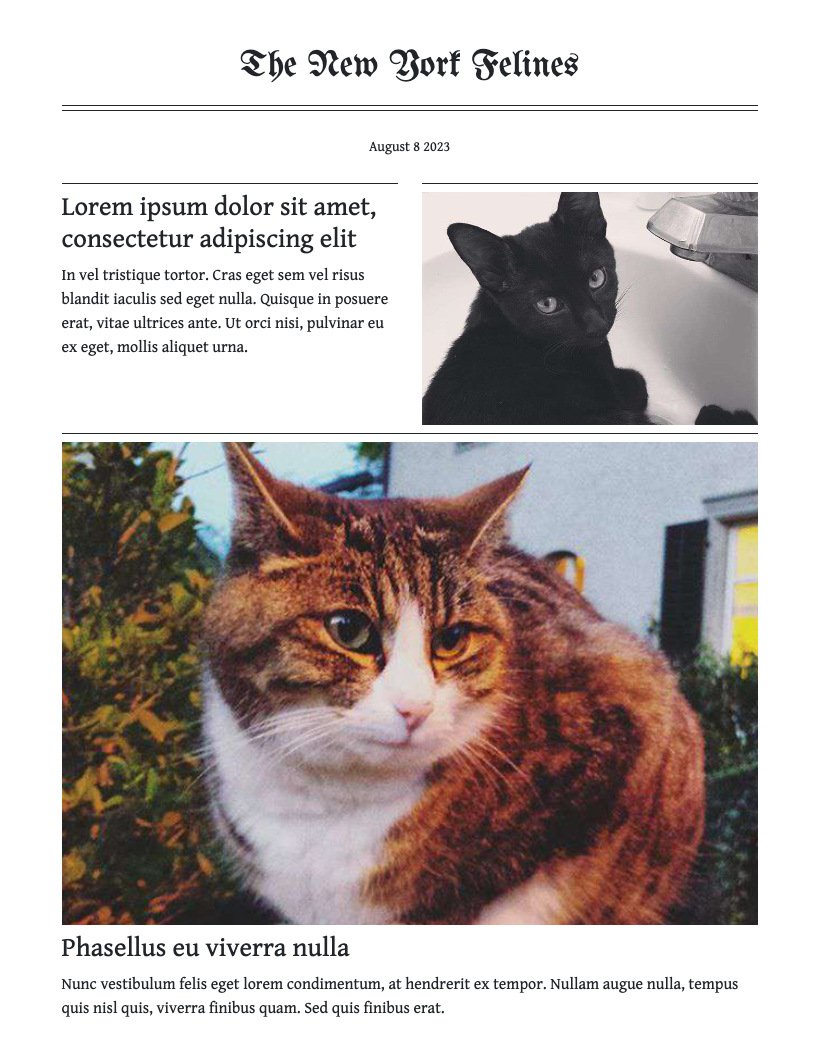 The New York Felines
August 8 2023
Lorem ipsum dolor sit amet,
consectetur adipiscing elit
In vel tristique tortor. Cras eget sem vel risus
blandit iaculis sed eget nulla. Quisque in posuere
erat, vitae ultrices ante. Ut orci nisi, pulvinar eu
ex eget, mollis aliquet urna.
Phasellus eu viverra nulla
Nunc vestibulum felis eget lorem condimentum, at hendrerit ex tempor. Nullam augue nulla, tempus
quis nisl quis, viverra finibus quam. Sed quis finibus erat.